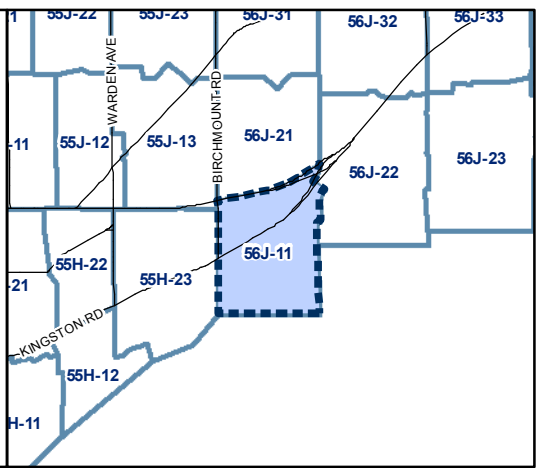 55J-22
55J-23
56J-31
56J-32
56J-33
WARDEN AVE
BIRCHMOUNT RD
-11
55J-12
55J-13
56J-21
56J-22
56J-23
55H-22
55H-23
56J-11
-21
KINGSTON RD
55H-12
H-11